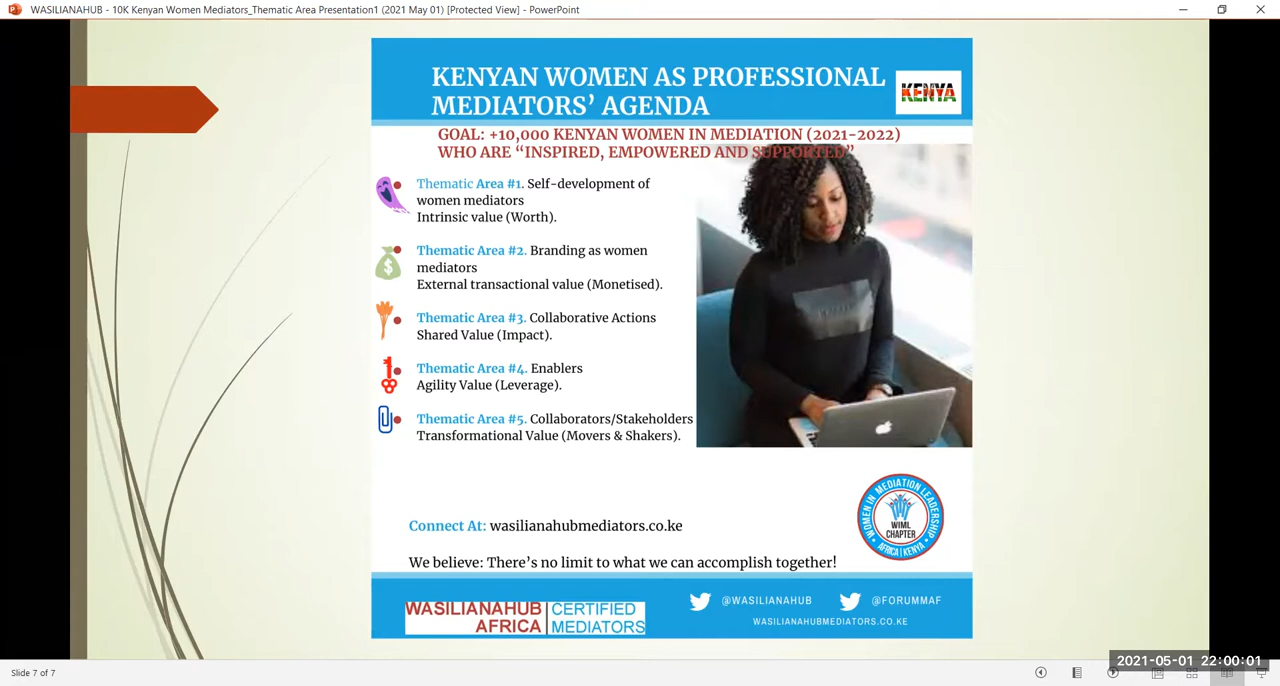 WASILIANAHUB - 10K Kenyan Women Mediators_Thematic Area Presentation1 (2021 May 01) [Protected View] - PowerPoint
KENYAN WOMEN AS PROFESSIONAL
MEDIATORS’ AGENDA
KENYA
GOAL: +10,000 KENYAN WOMEN IN MEDIATION (2021-2022)
WHO ARE “INSPIRED, EMPOWERED AND SUPPORTED”
Thematic Area #1. Self-development of
women mediators
Intrinsic value (Worth).
Thematic Area #2. Branding as women
mediators
External transactional value (Monetised).
Thematic Area #3. Collaborative Actions
Shared Value (Impact).
Thematic Area #4. Enablers
Agility Value (Leverage).
Thematic Area #5. Collaborators/Stakeholders
Transformational Value (Movers & Shakers).
WOMEN IN MEDIATION LEADERSHIP
WIML
CHAPTER
AFRICA | KENYA
Connect At: wasilianahubmediators.co.ke
We believe: There’s no limit to what we can accomplish together!
WASILIANAHUB AFRICA
CERTIFIED MEDIATORS
@WASILIANAHUB
@FORUMMAF
WASILIANAHUBMEDIATORS.CO.KE
2021-05-01 22:00:01
Slide 7 of 7